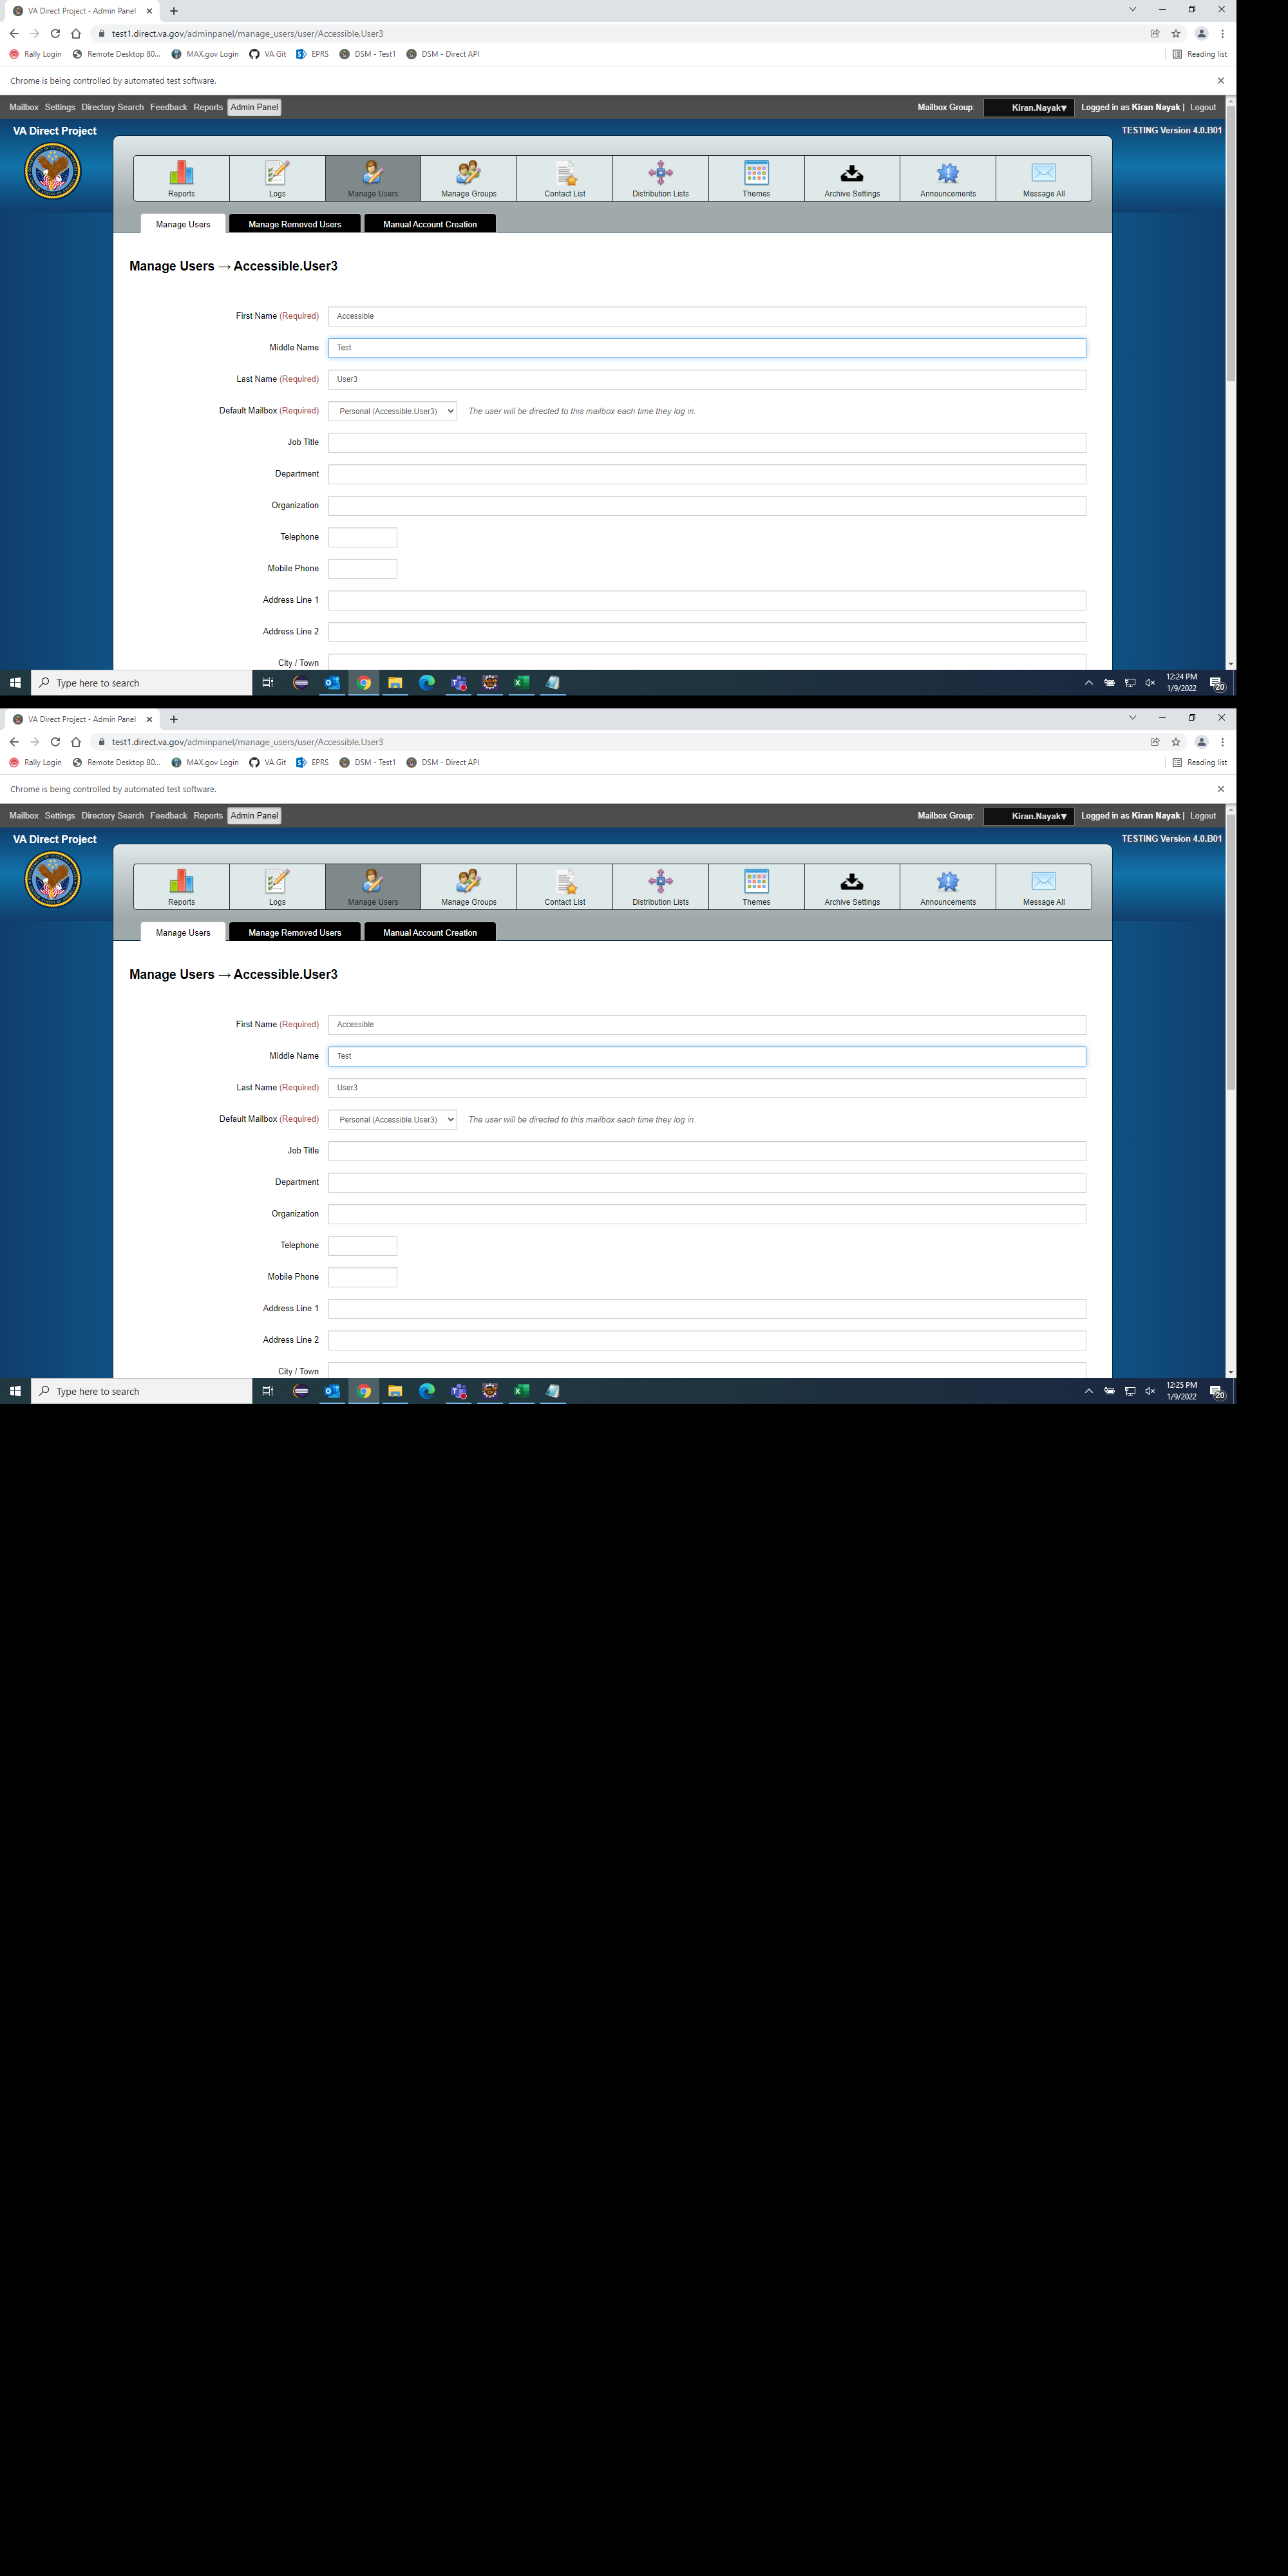 VA Direct Project - Admin Panel
test1.direct.va.gov/adminpanel/manage_users/user/Accessible.User3
Rally Login Remote Desktop 80... MAX.gov Login VA Git EPRS DSM - Test1 DSM - Direct API Reading list
Chrome is being controlled by automated test software.
Mailbox Settings Directory Search Feedback Reports Admin Panel Mailbox Group: Kiran.Nayak▼ Logged in as Kiran Nayak | Logout
VA Direct Project TESTING Version 4.0.B01
Reports Logs Manage Users Manage Groups Contact List Distribution Lists Themes Archive Settings Announcements Message All
Manage Users Manage Removed Users Manual Account Creation
Manage Users → Accessible.User3
First Name (Required) Accessible
Middle Name Test
Last Name (Required) User3
Default Mailbox (Required) Personal (Accessible.User3) The user will be directed to this mailbox each time they log in.
Job Title
Department
Organization
Telephone
Mobile Phone
Address Line 1
Address Line 2
City / Town
Type here to search 12:24 PM
1/9/2022 20
VA Direct Project - Admin Panel
test1.direct.va.gov/adminpanel/manage_users/user/Accessible.User3
Rally Login Remote Desktop 80... MAX.gov Login VA Git EPRS DSM - Test1 DSM - Direct API Reading list
Chrome is being controlled by automated test software.
Mailbox Settings Directory Search Feedback Reports Admin Panel Mailbox Group: Kiran.Nayak▼ Logged in as Kiran Nayak | Logout
VA Direct Project TESTING Version 4.0.B01
Reports Logs Manage Users Manage Groups Contact List Distribution Lists Themes Archive Settings Announcements Message All
Manage Users Manage Removed Users Manual Account Creation
Manage Users → Accessible.User3
First Name (Required) Accessible
Middle Name Test
Last Name (Required) User3
Default Mailbox (Required) Personal (Accessible.User3) The user will be directed to this mailbox each time they log in.
Job Title
Department
Organization
Telephone
Mobile Phone
Address Line 1
Address Line 2
City / Town
Type here to search 12:25 PM
1/9/2022 20